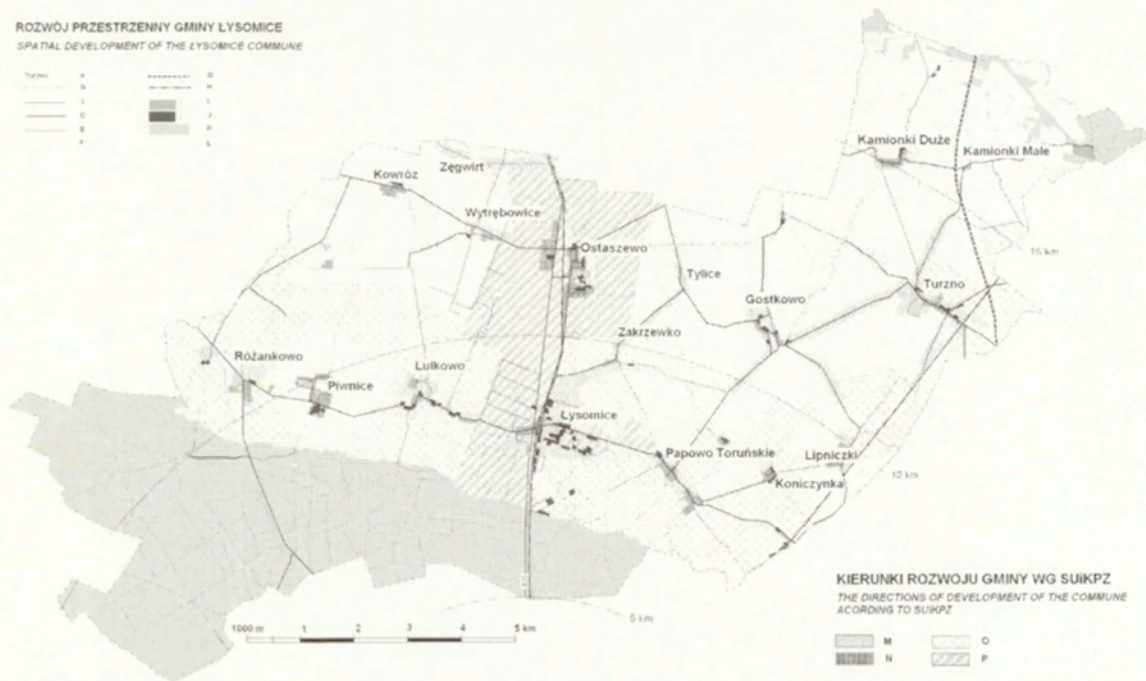 ROZWÓJ PRZESTRZENNY GMINY ŁYSOMICE
SPATIAL DEVELOPMENT OF THE ŁYSOMICE COMMUNE
Turzno A G
B H
C I
D J
E
F L
Kamionki Duże
Kamionki Małe
Zęgwirt
Kowróz
Wytrębowice
Ostaszewo
15 km
Tylice
Turzno
Gostkowo
Zakrzewko
Różankowo
Lulkowo
Piwnice
Łysomice
Papowo Toruńskie
Lipniczki
10 km
Koniczynka
KIERUNKI ROZWOJU GMINY WG SUiKPZ
THE DIRECTIONS OF DEVELOPMENT OF THE COMMUNE
ACORDING TO SUIKPZ
5 km
1000 m 1 2 3 4 5 km
M O
N P